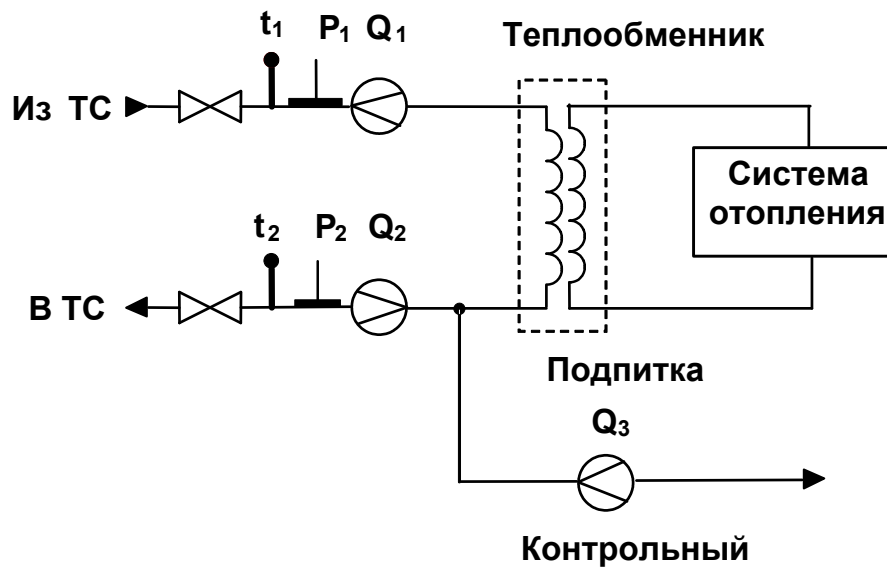 t₁ P₁ Q₁ Теплообменник
Из ТС
Система
отопления
t₂ P₂ Q₂
В ТС
Подпитка
Q₃
Контрольный